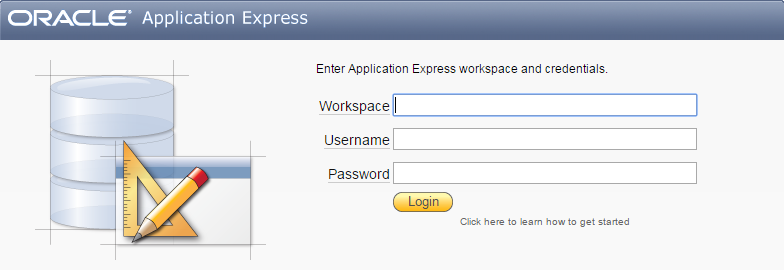 ORACLE® Application Express
Enter Application Express workspace and credentials.
Workspace
Username
Password
Login
Click here to learn how to get started